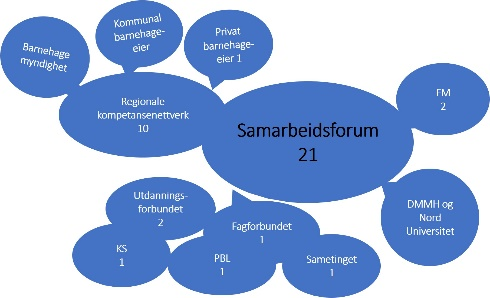 Barnehage
myndighet
Kommunal
barnehage-
eier
Privat
barnehage-
eier 1
Regionale
kompetansenettverk
10
Samarbeidsforum
21
FM
2
DMMH og
Nord
Universitet
Utdannings-
forbundet
2
Fagforbundet
1
KS
1
PBL
1
Sametinget
1